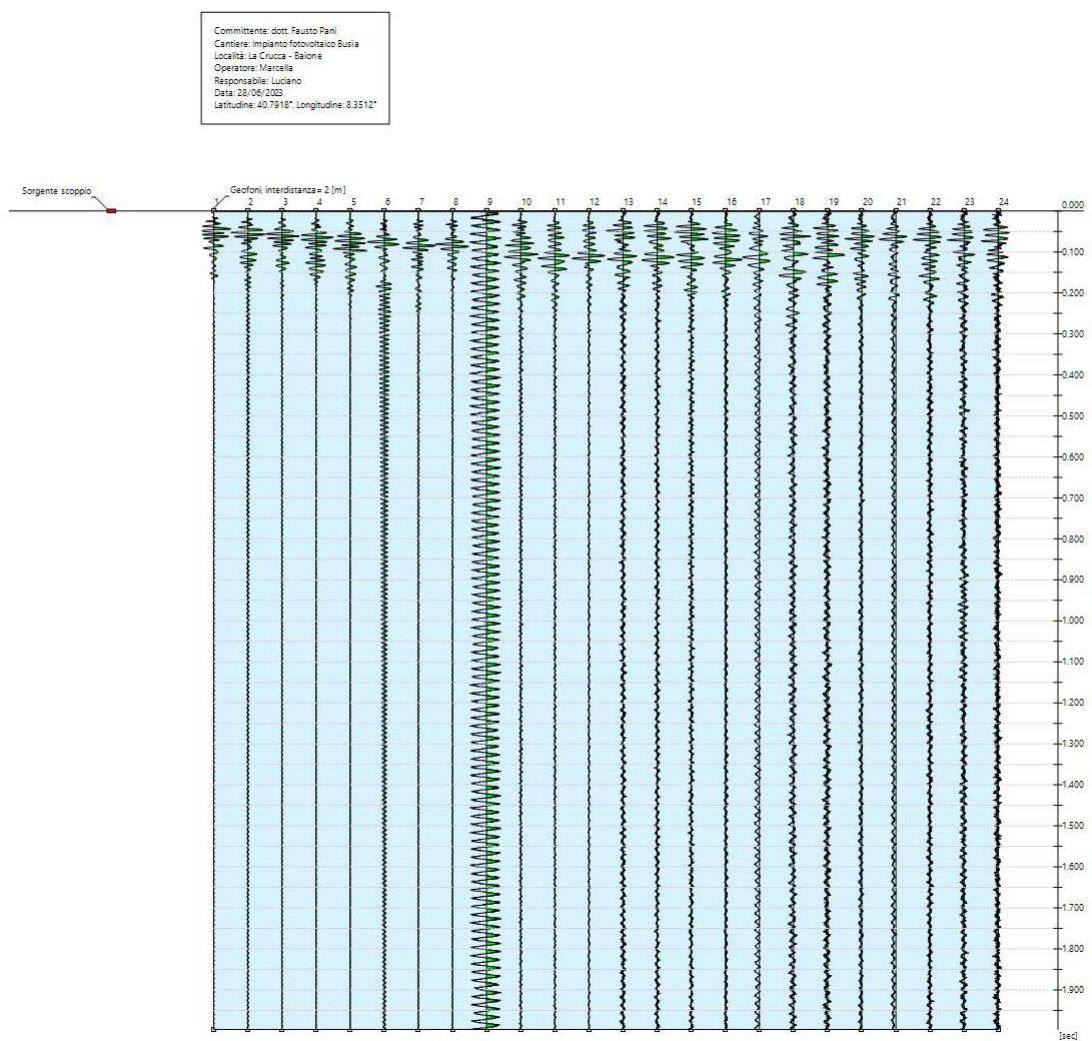 Committente: dott. Fausto Pani
Cantiere: Impianto fotovoltaico Busia
Località: La Crucca - Baione
Operatore: Marcella
Responsabile: Luciano
Data: 28/06/2023
Latitudine: 40.7918°, Longitudine: 8.3512°
Sorgente scoppio
Geofoni, interdistanza= 2 [m]
1 2 3 4 5 6 7 8 9 10 11 12 13 14 15 16 17 18 19 20 21 22 23 24
0.000
0.100
0.200
0.300
0.400
0.500
0.600
0.700
0.800
0.900
1.000
1.100
1.200
1.300
1.400
1.500
1.600
1.700
1.800
1.900
[sec]